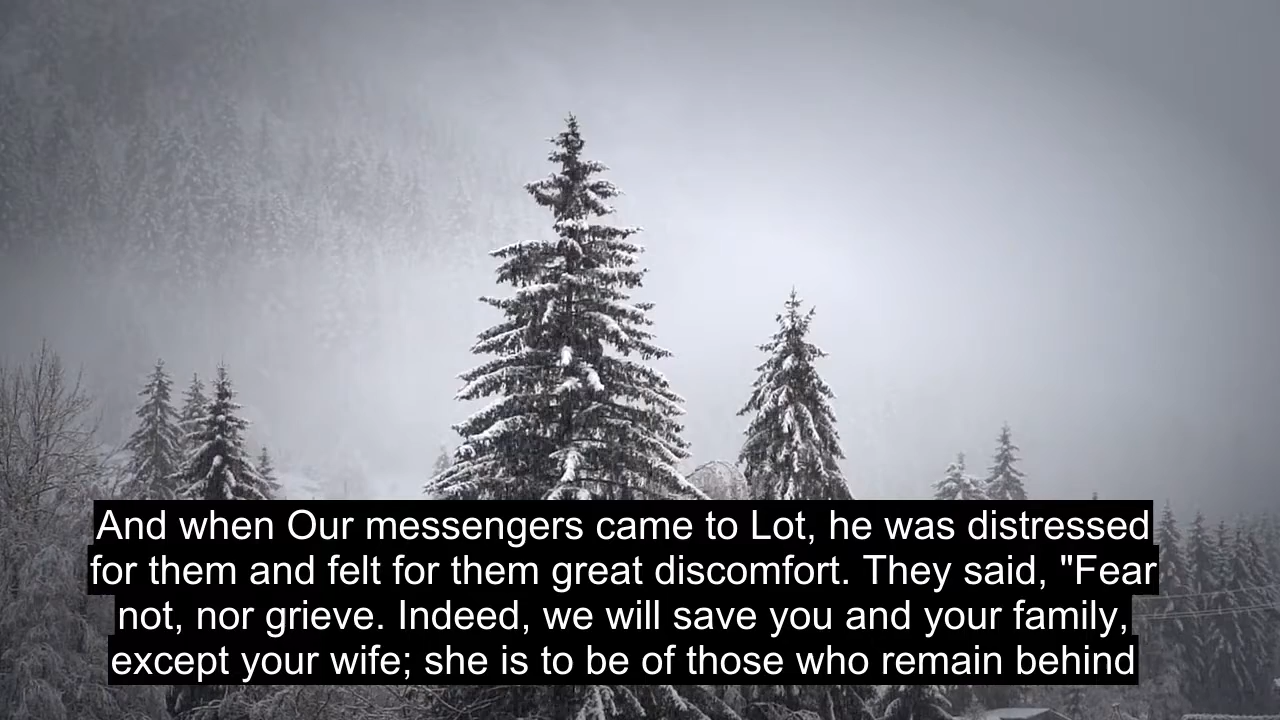 And when Our messengers came to Lot, he was distressed
for them and felt for them great discomfort. They said, "Fear
not, nor grieve. Indeed, we will save you and your family,
except your wife; she is to be of those who remain behind